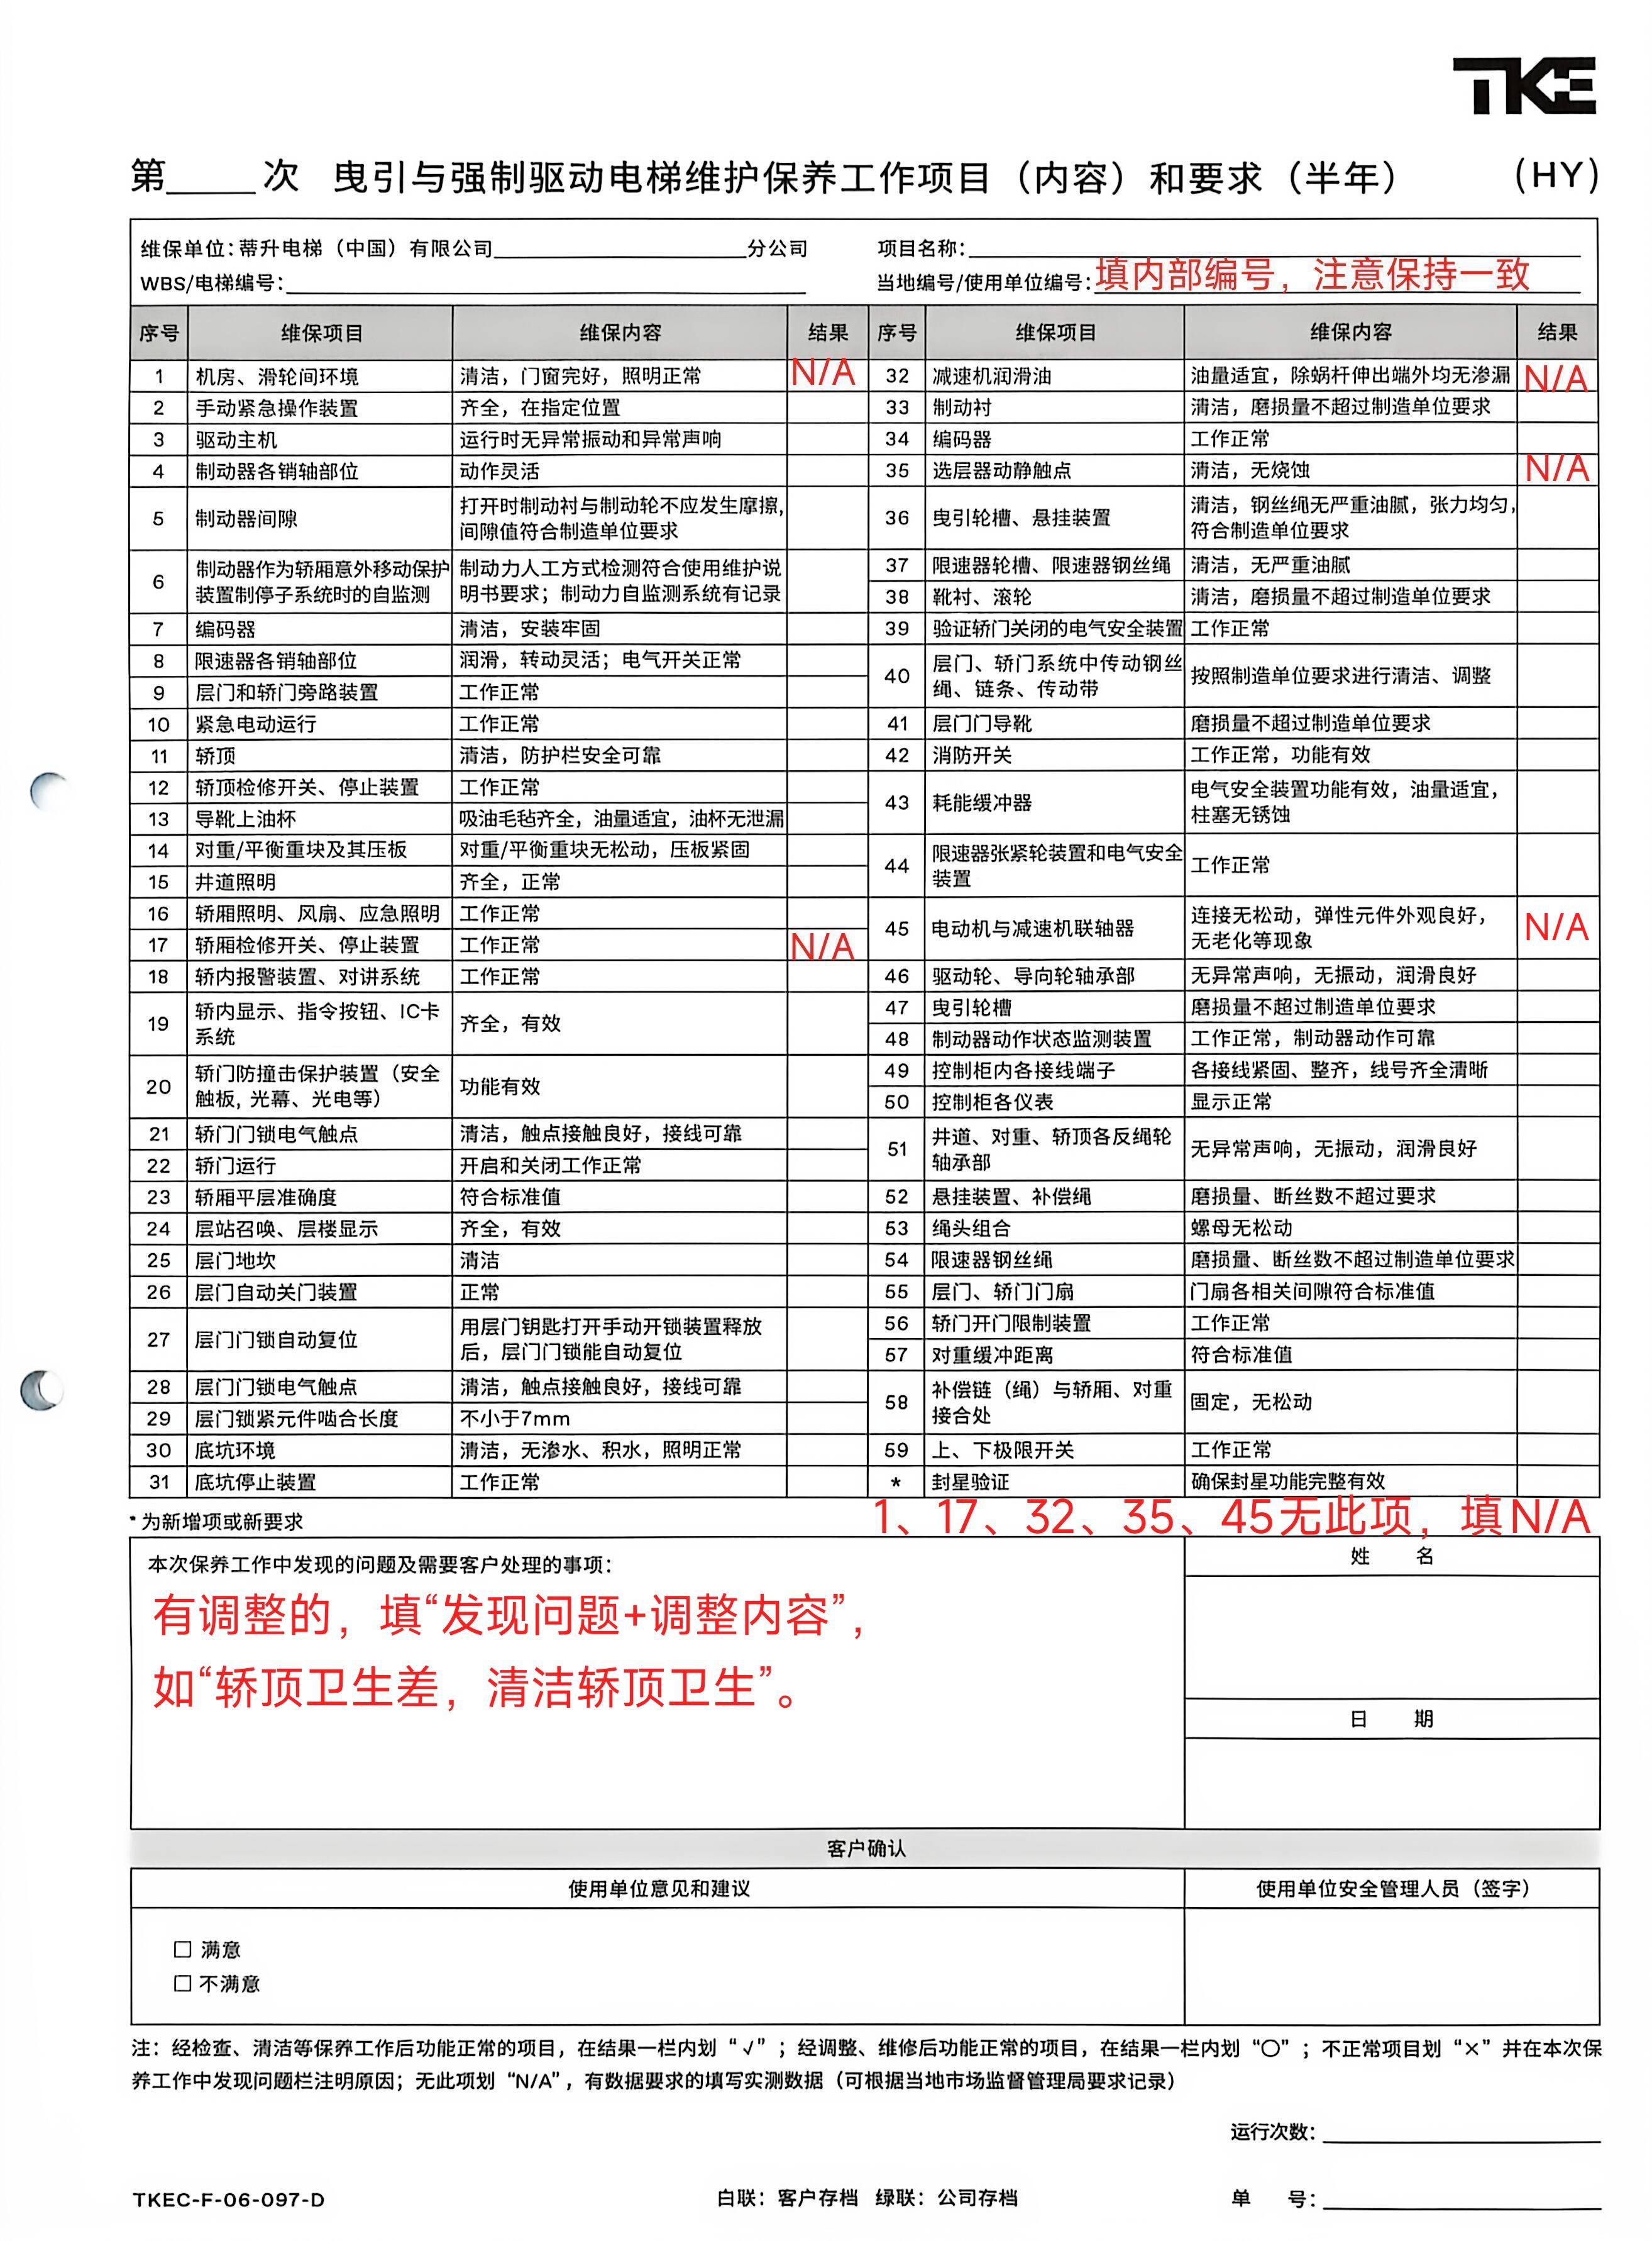 TKE
第____次 曳引与强制驱动电梯维护保养工作项目（内容）和要求（半年） （HY）
维保单位：蒂升电梯（中国）有限公司____分公司 项目名称：
WBS/电梯编号： 当地编号/使用单位编号：填内部编号，注意保持一致
序号 维保项目 维保内容 结果 序号 维保项目 维保内容 结果
1 机房、滑轮间环境 清洁，门窗完好，照明正常 N/A
2 手动紧急操作装置 齐全，在指定位置
3 驱动主机 运行时无异常振动和异常声响
4 制动器各销轴部位 动作灵活
5 制动器间隙 打开时制动衬与制动轮不应发生摩擦，
间隙值符合制造单位要求
6 制动器作为轿厢意外移动保护 制动力人工方式检测符合使用维护说
装置制停子系统时的自监测 明书要求；制动力自监测系统有记录
7 编码器 清洁，安装牢固
8 限速器各销轴部位 润滑，转动灵活；电气开关正常
9 层门和轿门旁路装置 工作正常
10 紧急电动运行 工作正常
11 轿顶 清洁，防护栏安全可靠
12 轿顶检修开关、停止装置 工作正常
13 导靴上油杯 吸油毛毡齐全，油量适宜，油杯无泄漏
14 对重/平衡重块及其压板 对重/平衡重块无松动，压板紧固
15 井道照明 齐全，正常
16 轿厢照明、风扇、应急照明 工作正常
17 轿厢检修开关、停止装置 工作正常 N/A
18 轿内报警装置、对讲系统 工作正常
19 轿内显示、指令按钮、IC卡 齐全，有效
系统
20 轿门防撞击保护装置（安全 功能有效
触板，光幕、光电等）
21 轿门门锁电气触点 清洁，触点接触良好，接线可靠
22 轿门运行 开启和关闭工作正常
23 轿厢平层准确度 符合标准值
24 层站召唤、层楼显示 齐全，有效
25 层门地坎 清洁
26 层门自动关门装置 正常
27 层门门锁自动复位 用层门钥匙打开手动开锁装置释放
后，层门门锁能自动复位
28 层门门锁电气触点 清洁，触点接触良好，接线可靠
29 层门锁紧元件啮合长度 不小于7mm
30 底坑环境 清洁，无渗水、积水，照明正常
31 底坑停止装置 工作正常
32 减速机润滑油 油量适宜，除蜗杆伸出端外均无渗漏 N/A
33 制动衬 清洁，磨损量不超过制造单位要求
34 编码器 工作正常
35 选层器动静触点 清洁，无烧蚀 N/A
36 曳引轮槽、悬挂装置 清洁，钢丝绳无严重油腻，张力均匀，
符合制造单位要求
37 限速器轮槽、限速器钢丝绳 清洁，无严重油腻
38 靴衬、滚轮 清洁，磨损量不超过制造单位要求
39 验证轿门关闭的电气安全装置 工作正常
40 层门、轿门系统中传动钢丝 按照制造单位要求进行清洁、调整
绳、链条、传动带
41 层门门导靴 磨损量不超过制造单位要求
42 消防开关 工作正常，功能有效
43 耗能缓冲器 电气安全装置功能有效，油量适宜，
柱塞无锈蚀
44 限速器张紧轮装置和电气安全 工作正常
装置
45 电动机与减速机联轴器 连接无松动，弹性元件外观良好， N/A
无老化等现象
46 驱动轮、导向轮轴承部 无异常声响，无振动，润滑良好
47 曳引轮槽 磨损量不超过制造单位要求
48 制动器动作状态监测装置 工作正常，制动器动作可靠
49 控制柜内各接线端子 各接线紧固、整齐，线号齐全清晰
50 控制柜各仪表 显示正常
51 井道、对重、轿顶各反绳轮 无异常声响，无振动，润滑良好
轴承部
52 悬挂装置、补偿绳 磨损量、断丝数不超过要求
53 绳头组合 螺母无松动
54 限速器钢丝绳 磨损量、断丝数不超过制造单位要求
55 层门、轿门门扇 门扇各相关间隙符合标准值
56 轿门开门限制装置 工作正常
57 对重缓冲距离 符合标准值
58 补偿链（绳）与轿厢、对重 固定，无松动
接合处
59 上、下极限开关 工作正常
* 封星验证 确保封星功能完整有效
* 为新增项或新要求
1、17、32、35、45无此项，填N/A
本次保养工作中发现的问题及需要客户处理的事项： 姓 名
有调整的，填“发现问题+调整内容”，
如“轿顶卫生差，清洁轿顶卫生”。
日 期
客户确认
使用单位意见和建议 使用单位安全管理人员（签字）
□ 满意
□ 不满意
注：经检查、清洁等保养工作后功能正常的项目，在结果一栏内划“√”；经调整、维修后功能正常的项目，在结果一栏内划“○”；不正常项目划“×”并在本次保
养工作中发现问题栏注明原因；无此项划“N/A”，有数据要求的填写实测数据（可根据当地市场监督管理局要求记录）
运行次数：
TKEC-F-06-097-D 白联：客户存档 绿联：公司存档 单 号：